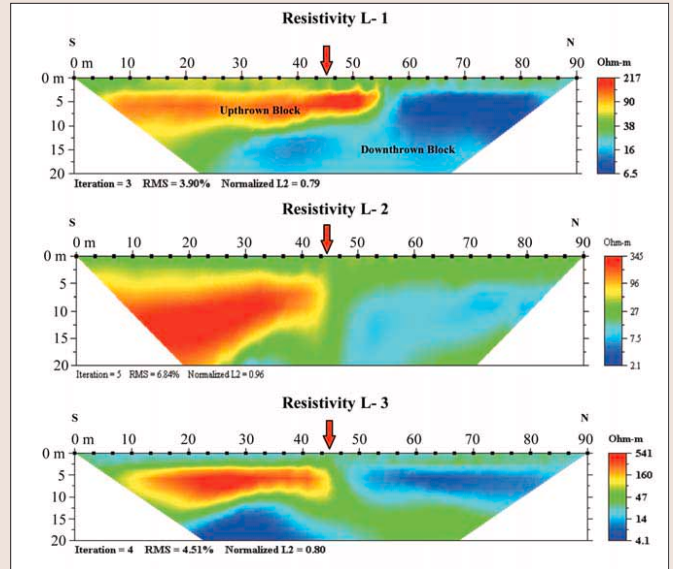 Resistivity L- 1
S N
0 m 10 20 30 40 50 60 70 80 90 Ohm-m
0 m 217
5 90
Upthrown Block
10 38
15 Downthrown Block 16
20 6.5
Iteration = 3 RMS = 3.90% Normalized L2 = 0.79
Resistivity L- 2
S N
0 m 10 20 30 40 50 60 70 80 90 Ohm-m
0 m 345
5 96
10 27
15 7.5
20 2.1
Iteration = 5 RMS = 6.84% Normalized L2 = 0.96
Resistivity L- 3
S N
0 m 10 20 30 40 50 60 70 80 90 Ohm-m
0 m 541
5 160
10 47
15 14
20 4.1
Iteration = 4 RMS = 4.51% Normalized L2 = 0.80